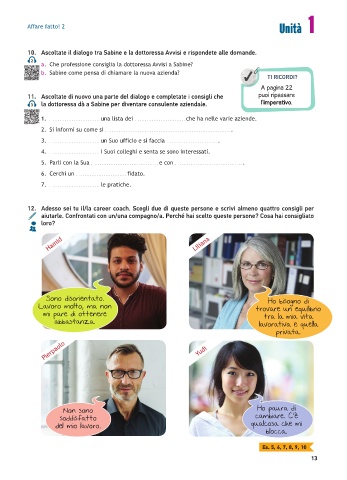 Affare fatto! 2
Unità 1
10. Ascoltate il dialogo tra Sabine e la dottoressa Avvisi e rispondete alle domande.
a. Che professione consiglia la dottoressa Avvisi a Sabine?
b. Sabine come pensa di chiamare la nuova azienda?
TI RICORDI?
A pagina 22
puoi ripassare
l'imperativo.
11. Ascoltate di nuovo una parte del dialogo e completate i consigli che
la dottoressa dà a Sabine per diventare consulente aziendale.
1. ........................ una lista dei ........................ che ha nelle varie aziende.
2. Si informi su come si ............................................................ .
3. ........................ un Suo ufficio e si faccia ........................ .
4. ........................ i Suoi colleghi e senta se sono interessati.
5. Parli con la Sua ................................ e con ................................ .
6. Cerchi un ........................ fidato.
7. ........................ le pratiche.
12. Adesso sei tu il/la career coach. Scegli due di queste persone e scrivi almeno quattro consigli per
aiutarle. Confrontati con un/una compagno/a. Perché hai scelto queste persone? Cosa hai consigliato
loro?
Hamid
Sono disorientato.
Lavoro molto, ma non
mi pare di ottenere
abbastanza.
Liliana
Ho bisogno di
trovare un equilibrio
tra la mia vita
lavorativa e quella
privata.
Pierpaolo
Non sono
soddisfatto
del mio lavoro.
Yudi
Ho paura di
cambiare. C'è
qualcosa che mi
blocca.
Es. 5, 6, 7, 8, 9, 10
13